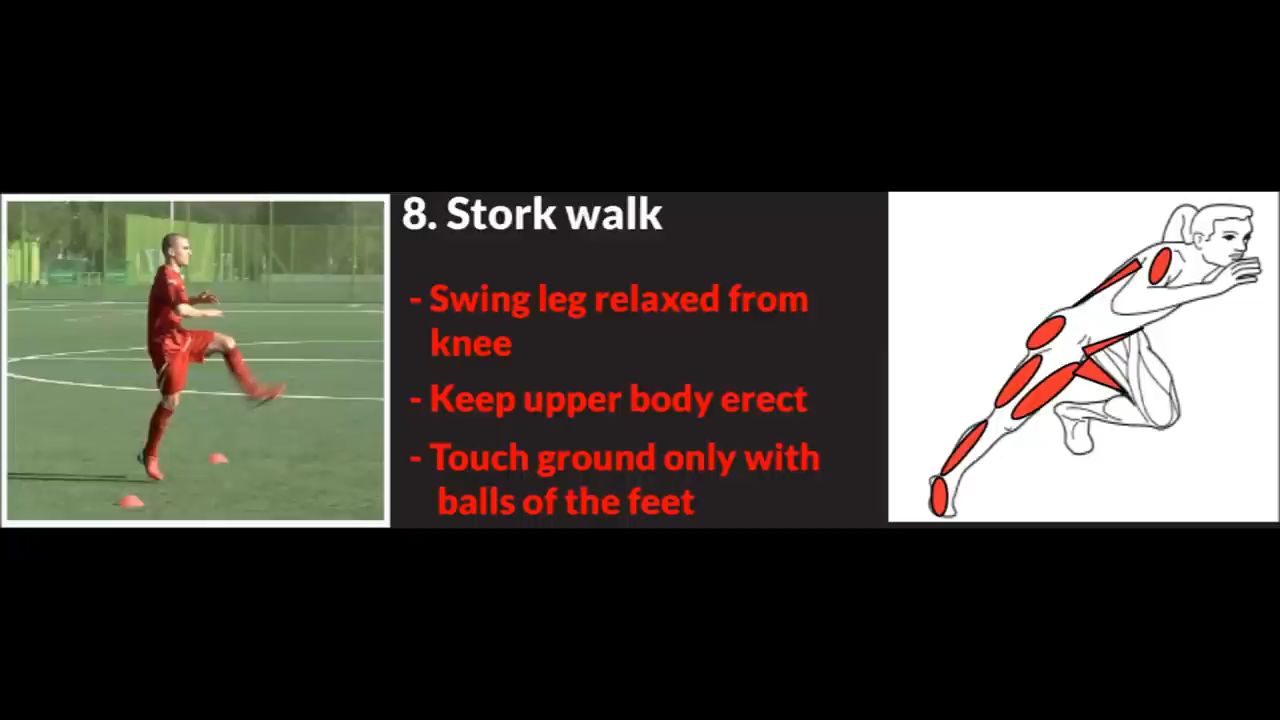 8. Stork walk
- Swing leg relaxed from
knee
- Keep upper body erect
- Touch ground only with
balls of the feet